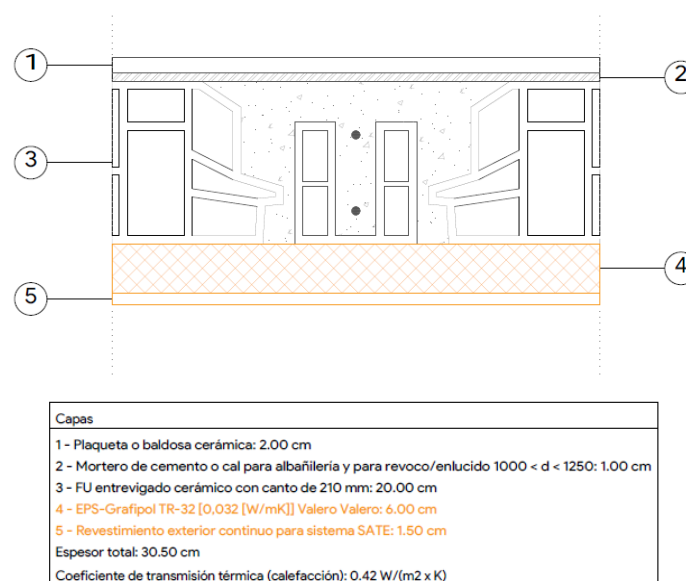 1
2
3
4
5
Capas
1 - Plaqueta o baldosa cerámica: 2.00 cm
2 - Mortero de cemento o cal para albañilería y para revoco/enlucido 1000 < d < 1250: 1.00 cm
3 - FU entrevigado cerámico con canto de 210 mm: 20.00 cm
4 - EPS-Grafipol TR-32 [0,032 [W/mK]] Valero Valero: 6.00 cm
5 - Revestimiento exterior continuo para sistema SATE: 1.50 cm
Espesor total: 30.50 cm
Coeficiente de transmisión térmica (calefacción): 0.42 W/(m2 x K)